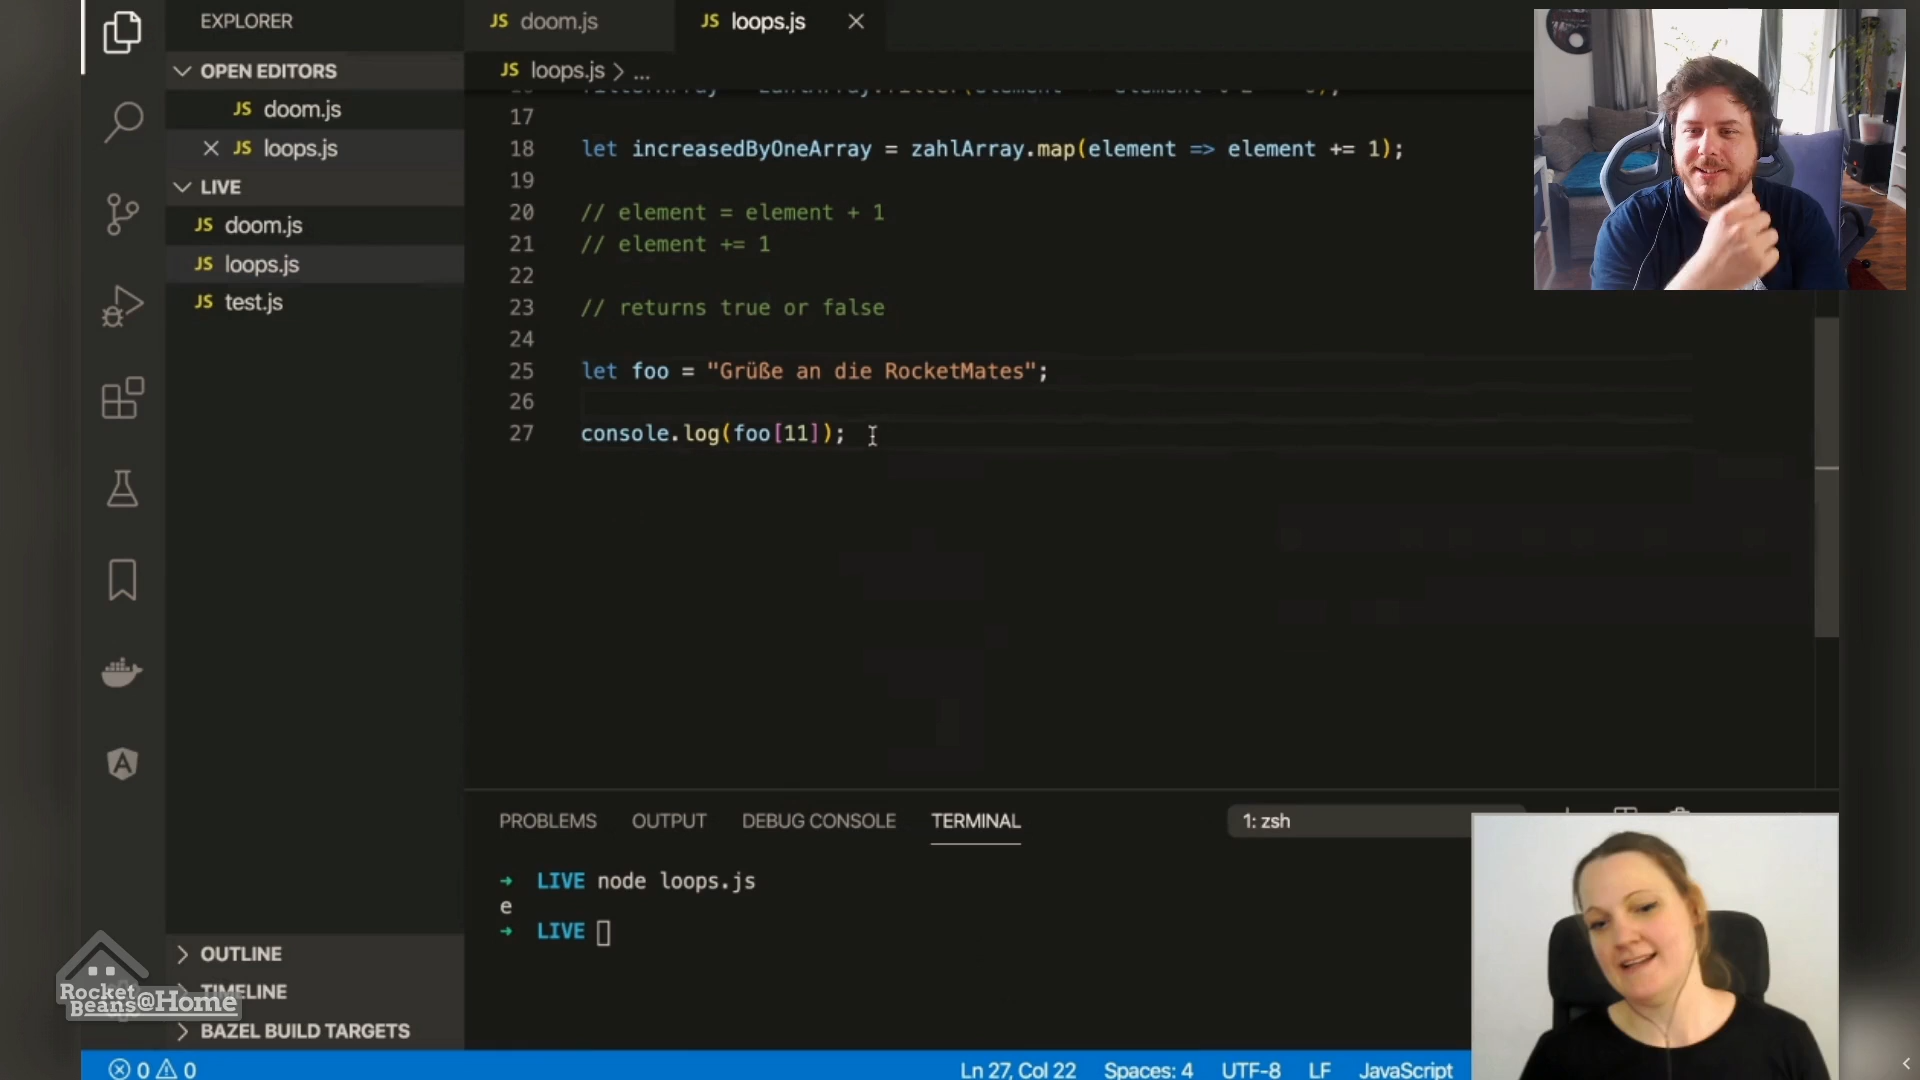 EXPLORER
JS doom.js
JS loops.js
OPEN EDITORS
JS doom.js
JS loops.js
LIVE
JS doom.js
JS loops.js
JS test.js
JS loops.js > ...
17
18 let increasedByOneArray = zahlArray.map(element => element += 1);
19
20 // element = element + 1
21 // element += 1
22
23 // returns true or false
24
25 let foo = "Grüße an die RocketMates";
26
27 console.log(foo[11]);
PROBLEMS OUTPUT DEBUG CONSOLE TERMINAL 1: zsh
→ LIVE node loops.js
e
→ LIVE
OUTLINE
TIMELINE
BAZEL BUILD TARGETS
Rocket
Beans@Home
0 0 Ln 27, Col 22 Spaces: 4 UTF-8 LF JavaScript